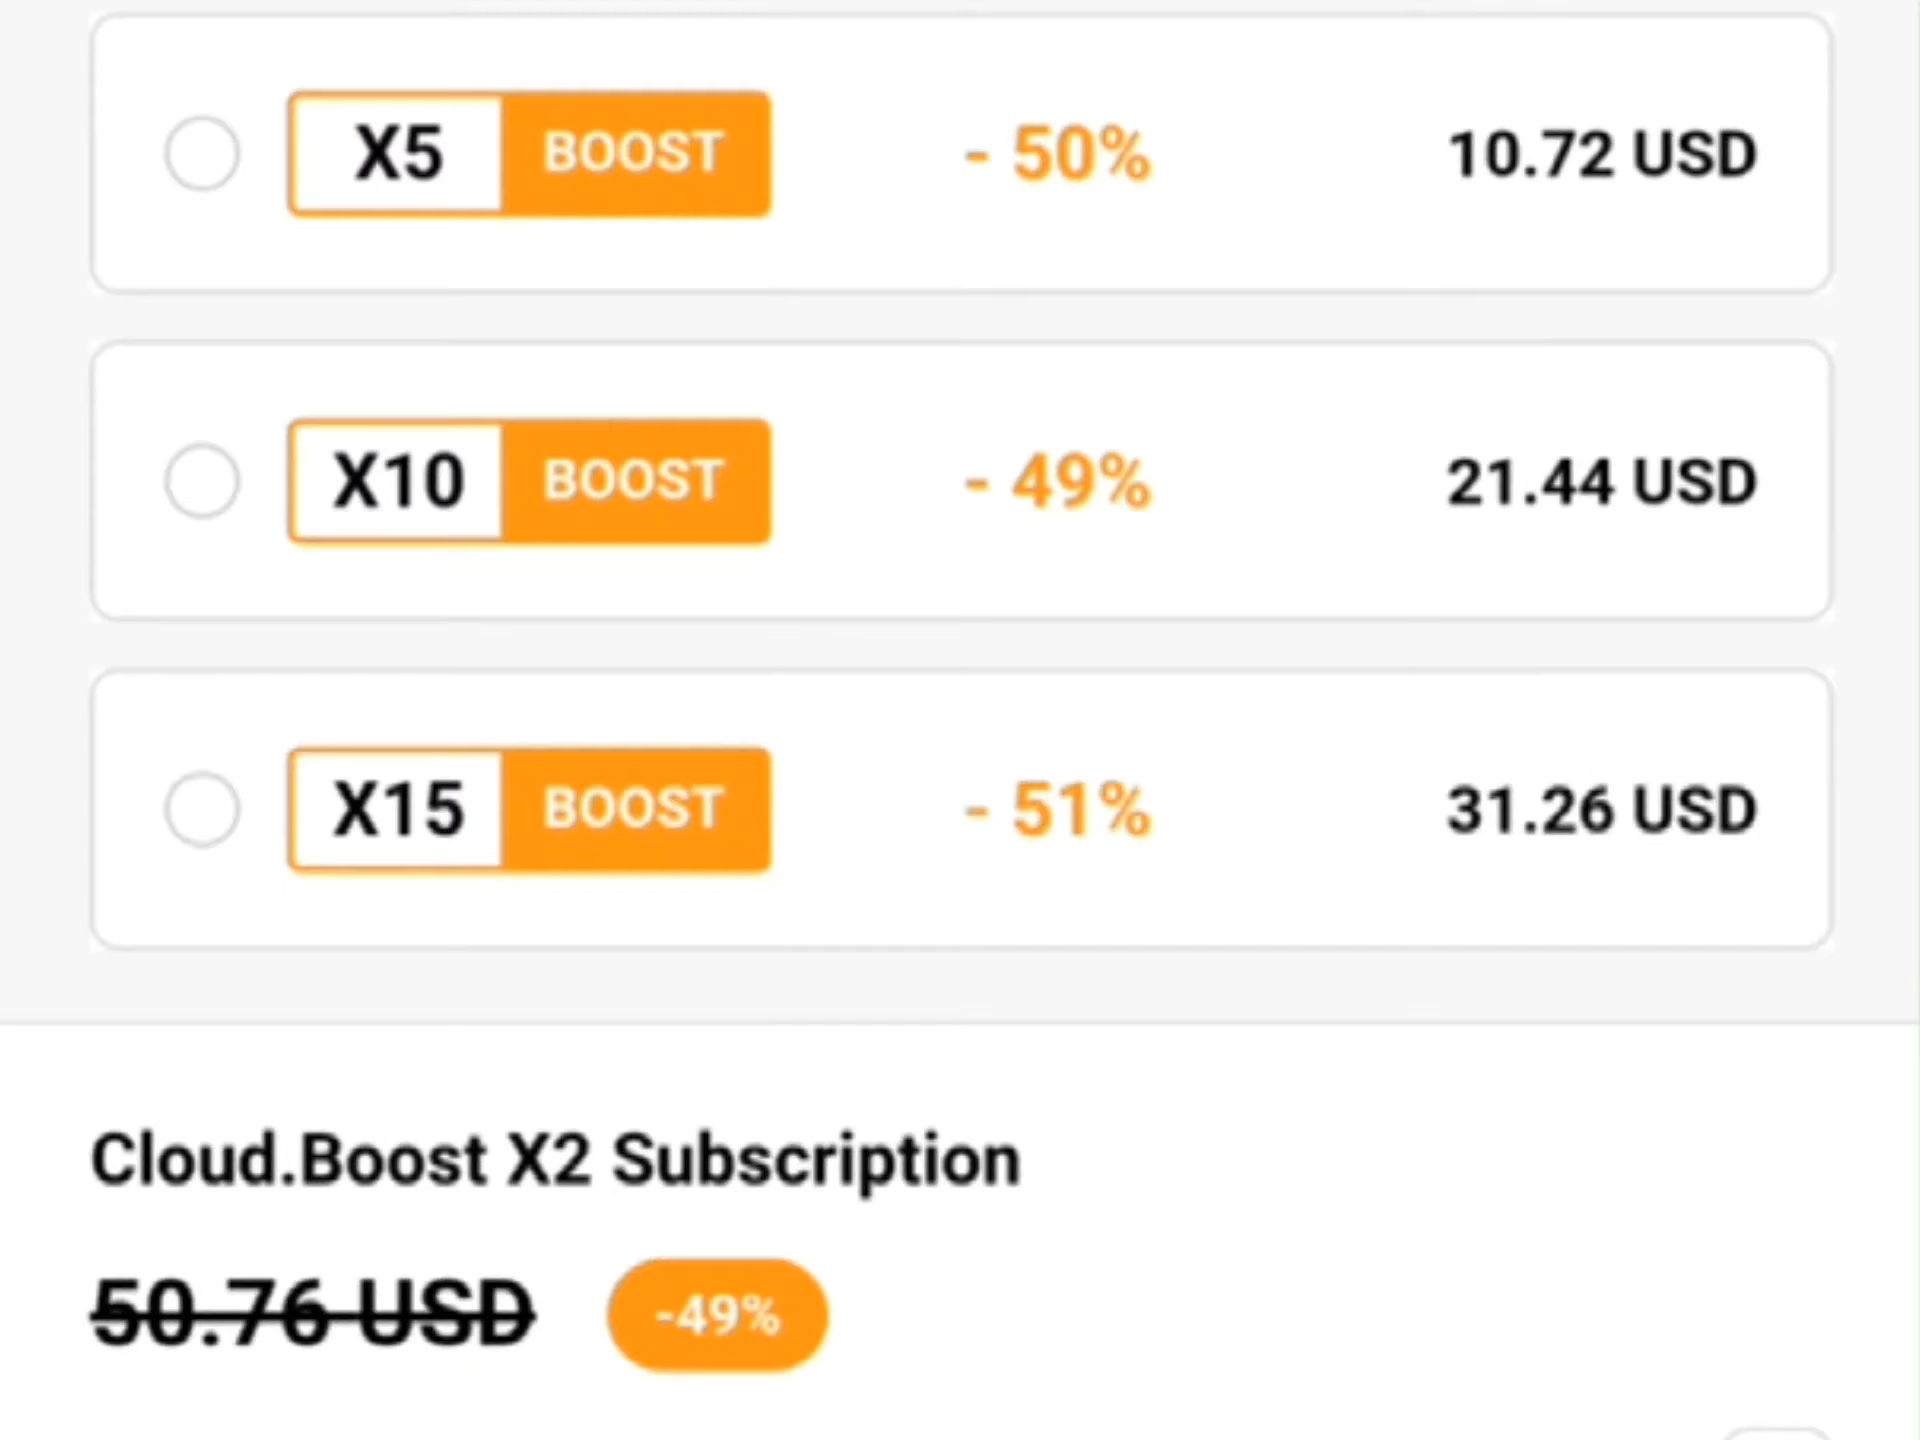 X5 BOOST - 50% 10.72 USD
X10 BOOST - 49% 21.44 USD
X15 BOOST - 51% 31.26 USD
Cloud.Boost X2 Subscription
50.76 USD -49%